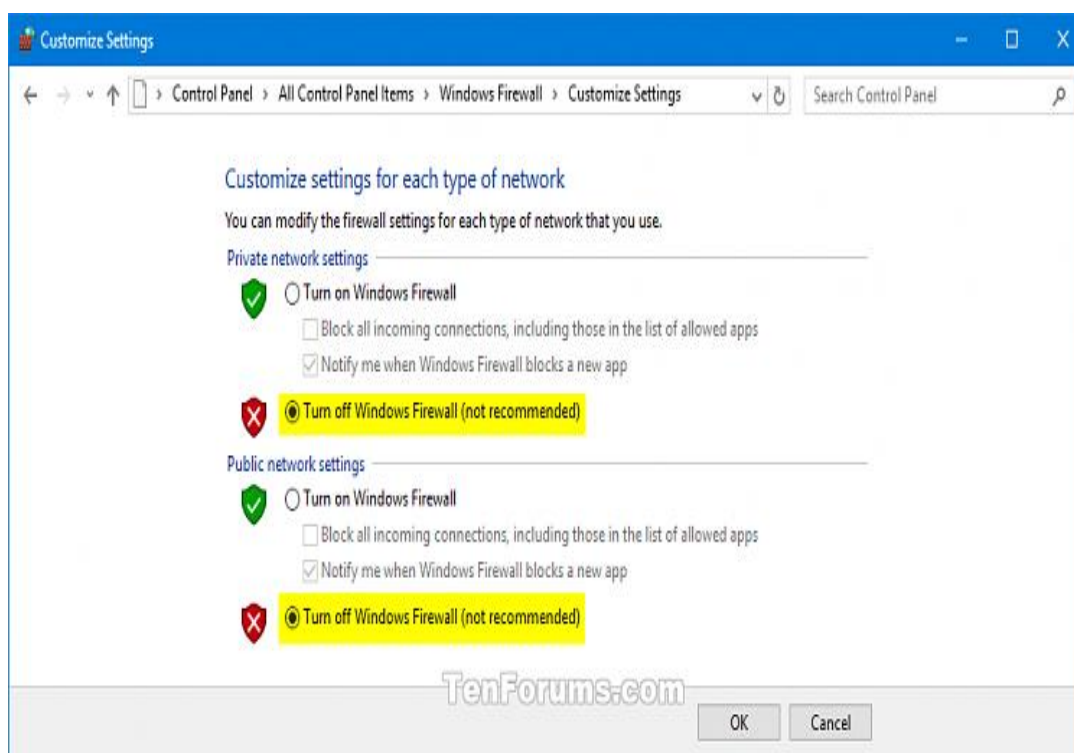 Customize Settings
Control Panel > All Control Panel Items > Windows Firewall > Customize Settings
Search Control Panel
Customize settings for each type of network
You can modify the firewall settings for each type of network that you use.
Private network settings
Turn on Windows Firewall
Block all incoming connections, including those in the list of allowed apps
Notify me when Windows Firewall blocks a new app
Turn off Windows Firewall (not recommended)
Public network settings
Turn on Windows Firewall
Block all incoming connections, including those in the list of allowed apps
Notify me when Windows Firewall blocks a new app
Turn off Windows Firewall (not recommended)
TenForums.com
OK
Cancel